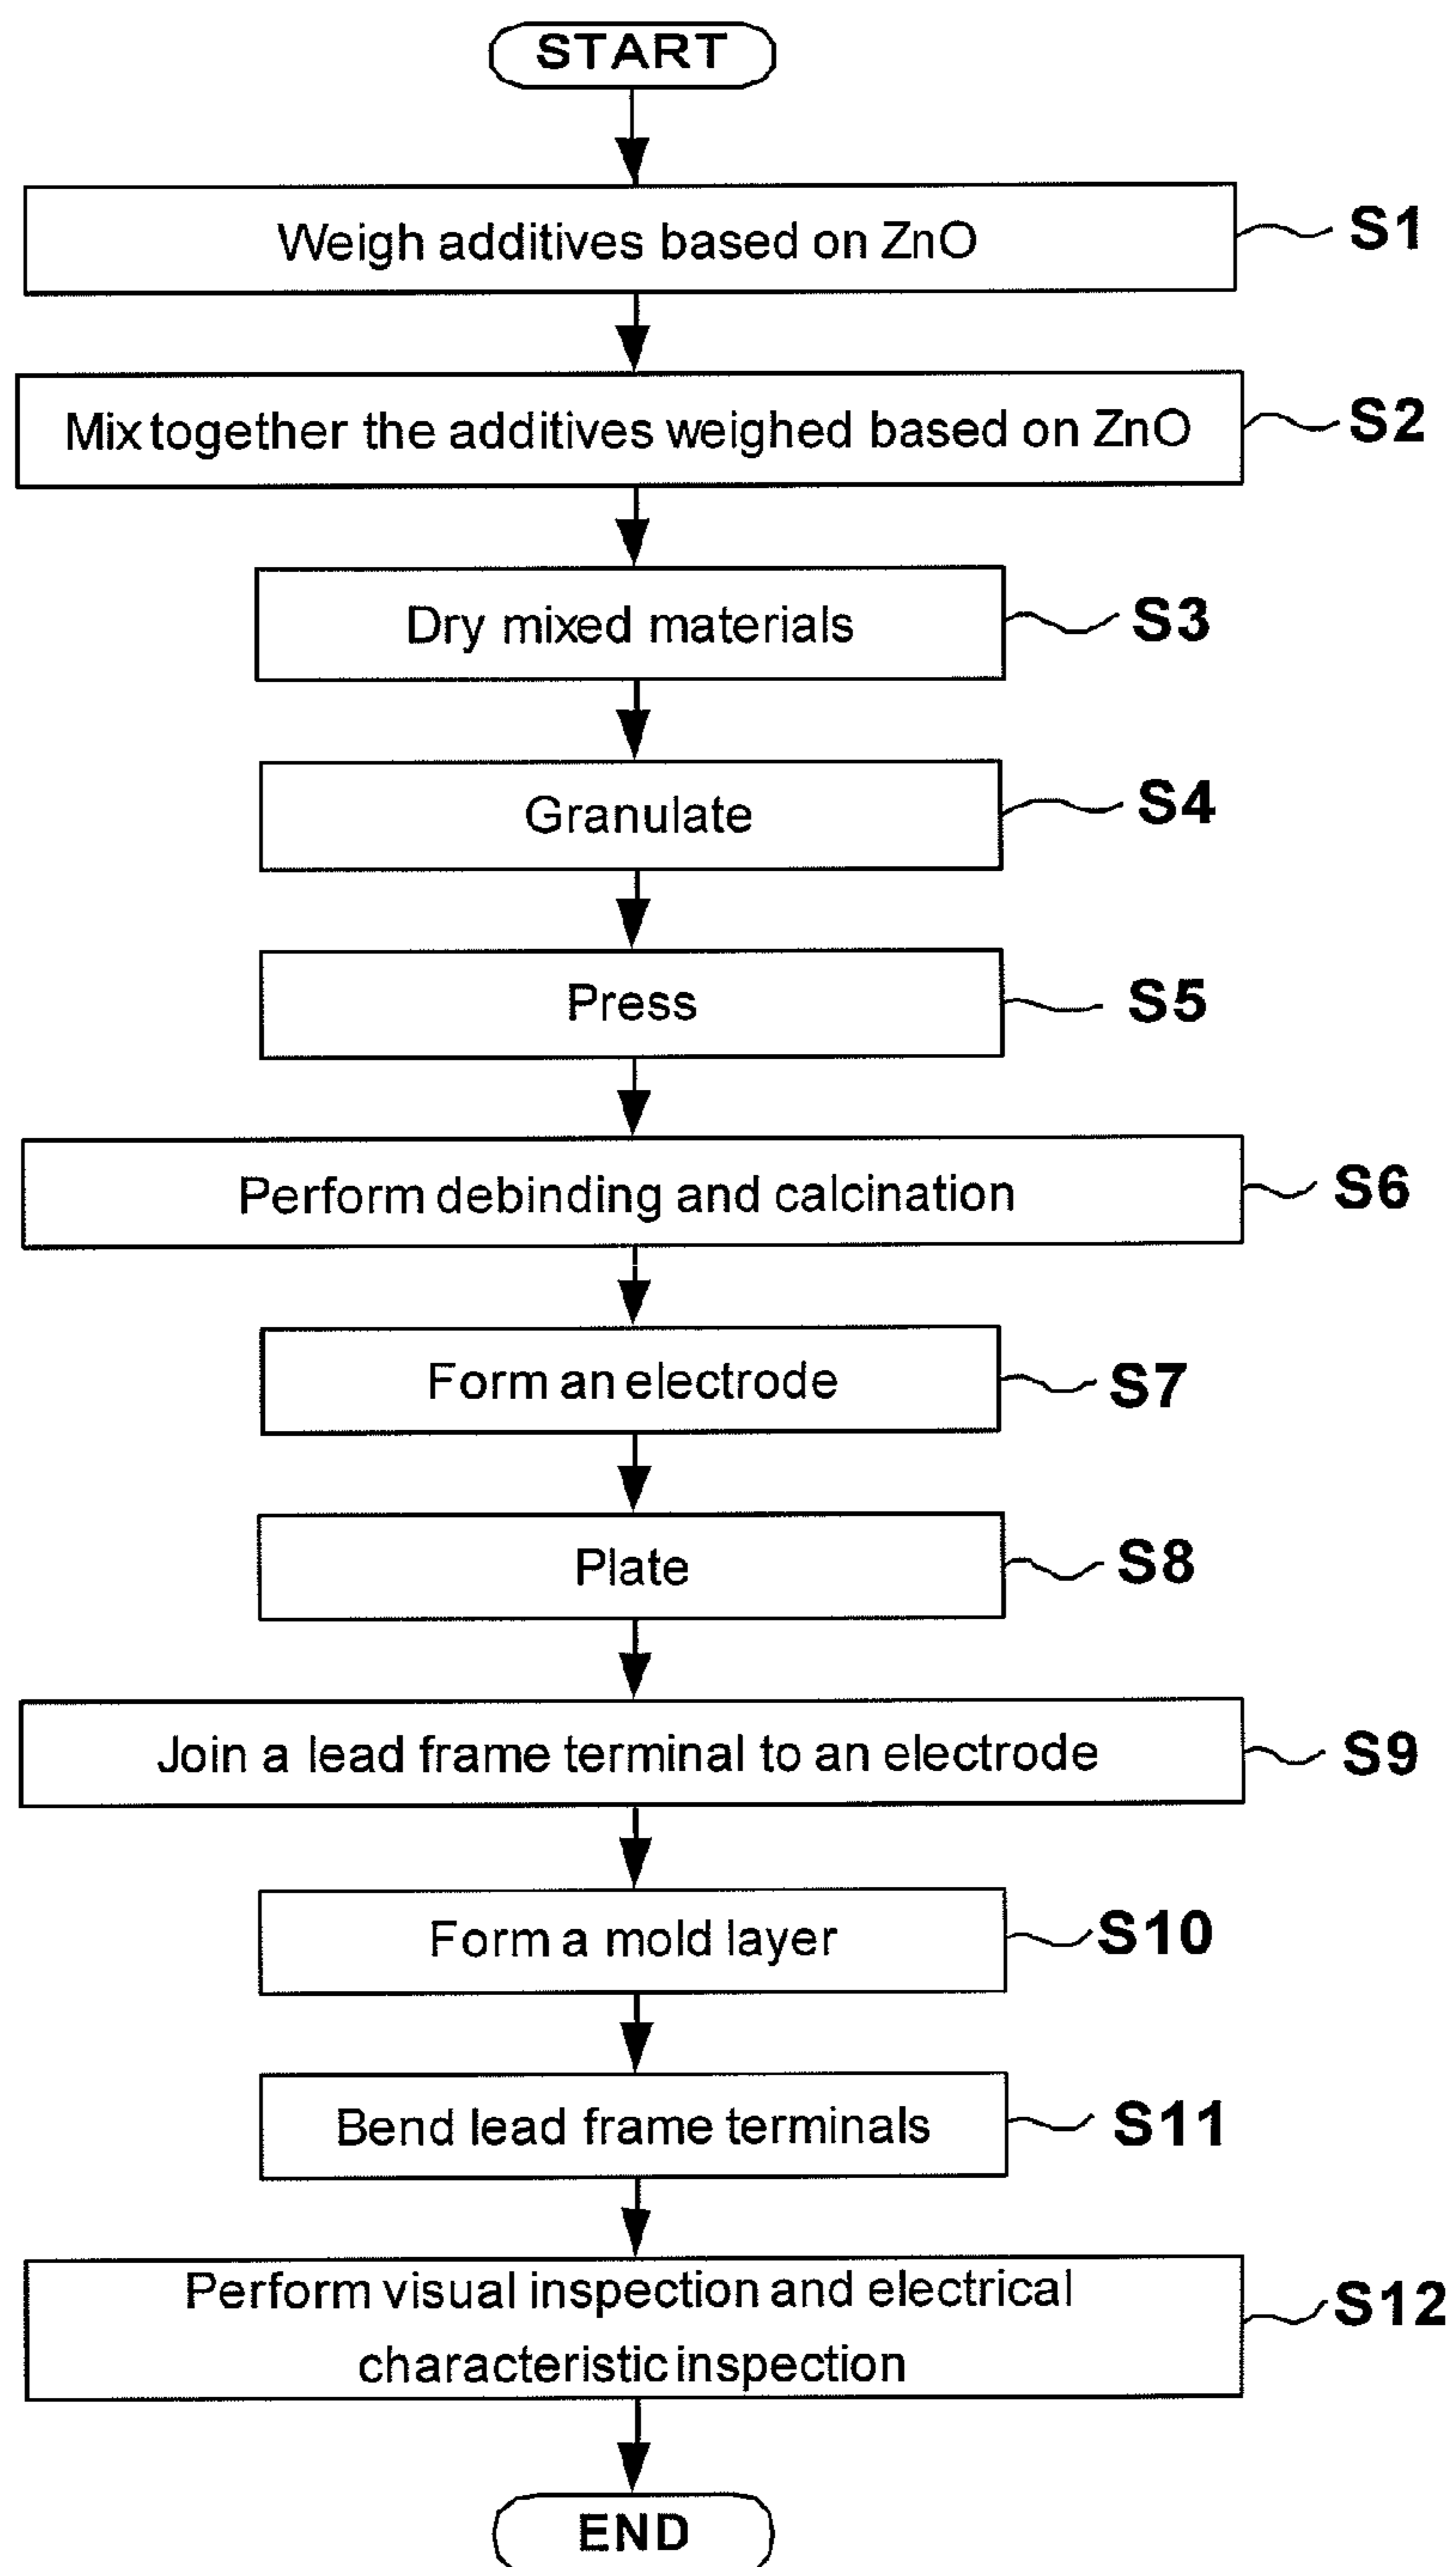 START
Weigh additives based on ZnO
S1
Mix together the additives weighed based on ZnO
S2
Dry mixed materials
S3
Granulate
S4
Press
S5
Perform debinding and calcination
S6
Form an electrode
S7
Plate
S8
Join a lead frame terminal to an electrode
S9
Form a mold layer
S10
Bend lead frame terminals
S11
Perform visual inspection and electrical
characteristic inspection
S12
END